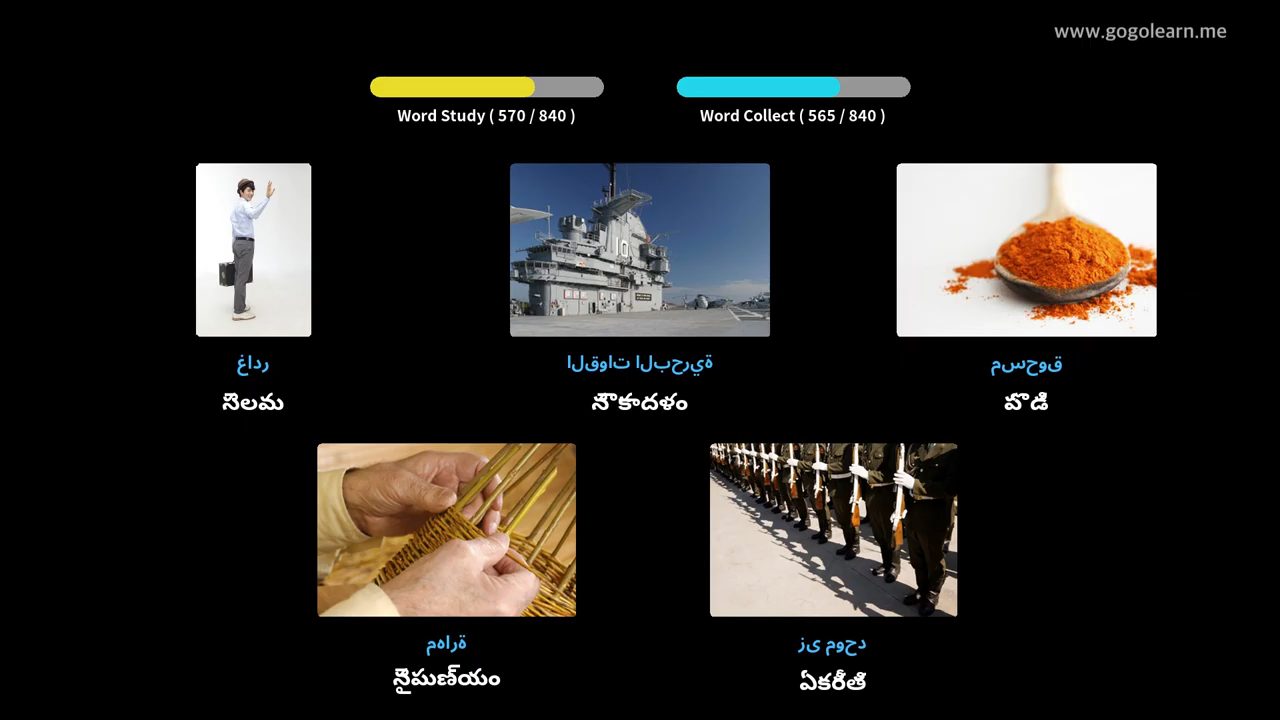 www.gogolearn.me
Word Study ( 570 / 840 )
Word Collect ( 565 / 840 )
غادر
సెలవు
القوات البحرية
నౌకాదళం
مسحوق
పొడి
مهارة
నైపుణ్యం
زى موحد
ఏకరీతి